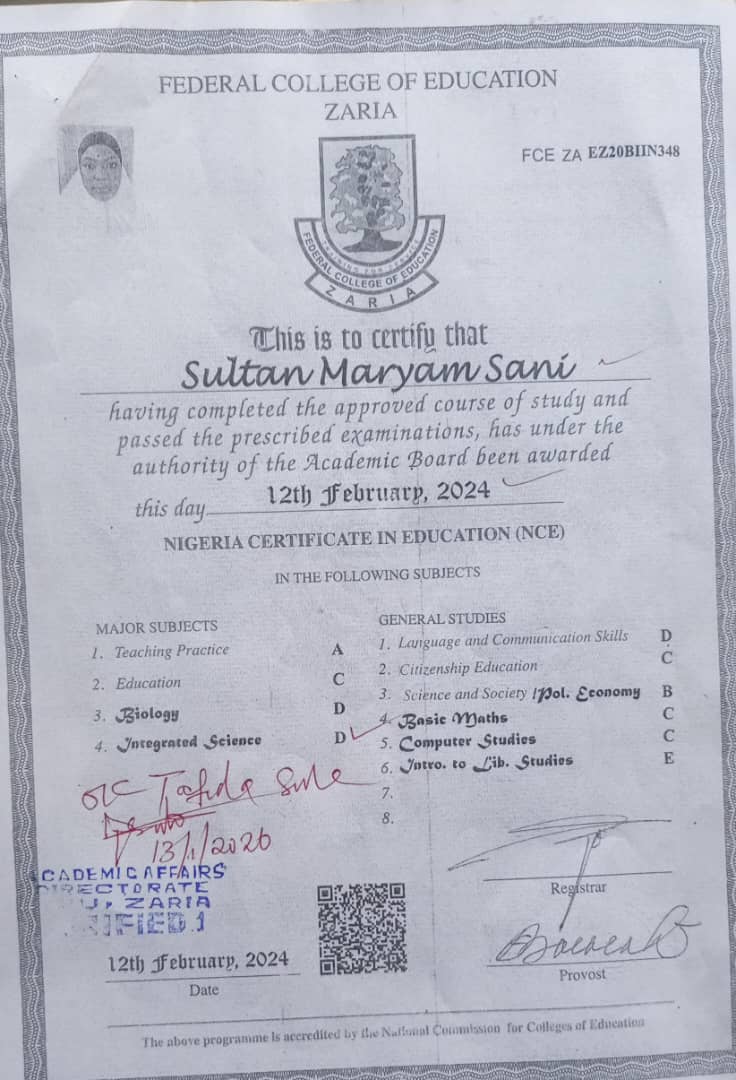 FEDERAL COLLEGE OF EDUCATION
ZARIA
FCE ZA EZ20BIIN348
TRAINING FOR SERVICE
FEDERAL COLLEGE OF EDUCATION
ZARIA
This is to certify that
Sultan Maryam Sani
having completed the approved course of study and
passed the prescribed examinations, has under the
authority of the Academic Board been awarded
this day 12th February, 2024
NIGERIA CERTIFICATE IN EDUCATION (NCE)
IN THE FOLLOWING SUBJECTS
MAJOR SUBJECTS
1. Teaching Practice A
2. Education C
3. Biology D
4. Integrated Science D
GENERAL STUDIES
1. Language and Communication Skills D
2. Citizenship Education C
3. Science and Society /Pol. Economy B
4. Basic Maths C
5. Computer Studies C
6. Intro. to Lib. Studies E
7.
8.
Tafida Sule
13/1/2026
ACADEMIC AFFAIRS
DIRECTORATE
ZARIA
Registrar
12th February, 2024
Date
Provost
The above programme is accredited by the National Commission for Colleges of Education